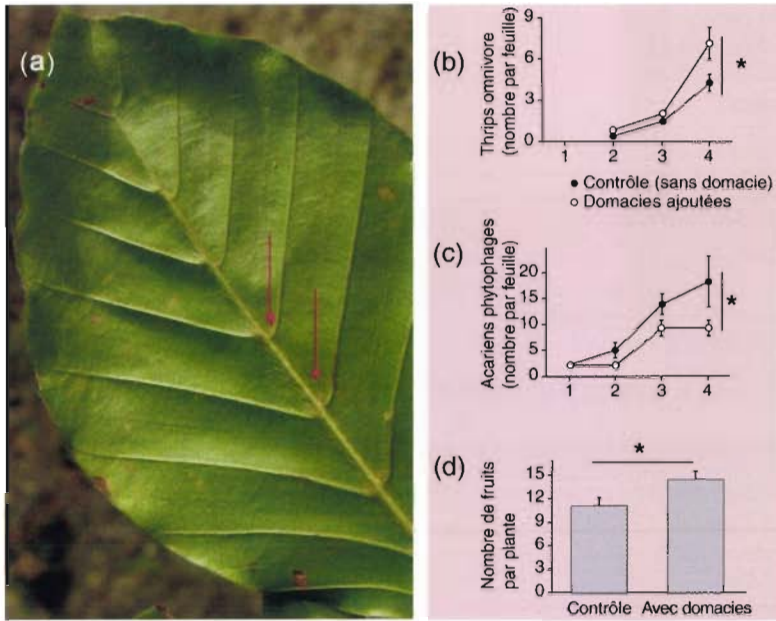 (a)
(b)
Thrips omnivore
(nombre par feuille)
9
6
3
0
1 2 3 4
*
● Contrôle (sans domacie)
○ Domacies ajoutées
(c)
Acariens phytophages
(nombre par feuille)
20
15
10
5
0
1 2 3 4
*
(d)
Nombre de fruits
par plante
15
12
9
6
3
0
*
Contrôle Avec domacies